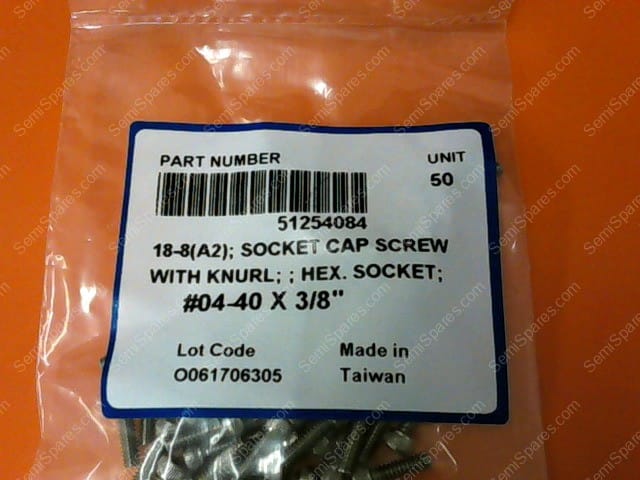 PART NUMBER
UNIT
50
51254084
18-8(A2); SOCKET CAP SCREW
WITH KNURL; ; HEX. SOCKET;
#04-40 X 3/8"
Lot Code
Made in
O061706305
Taiwan
SemiSpares.com